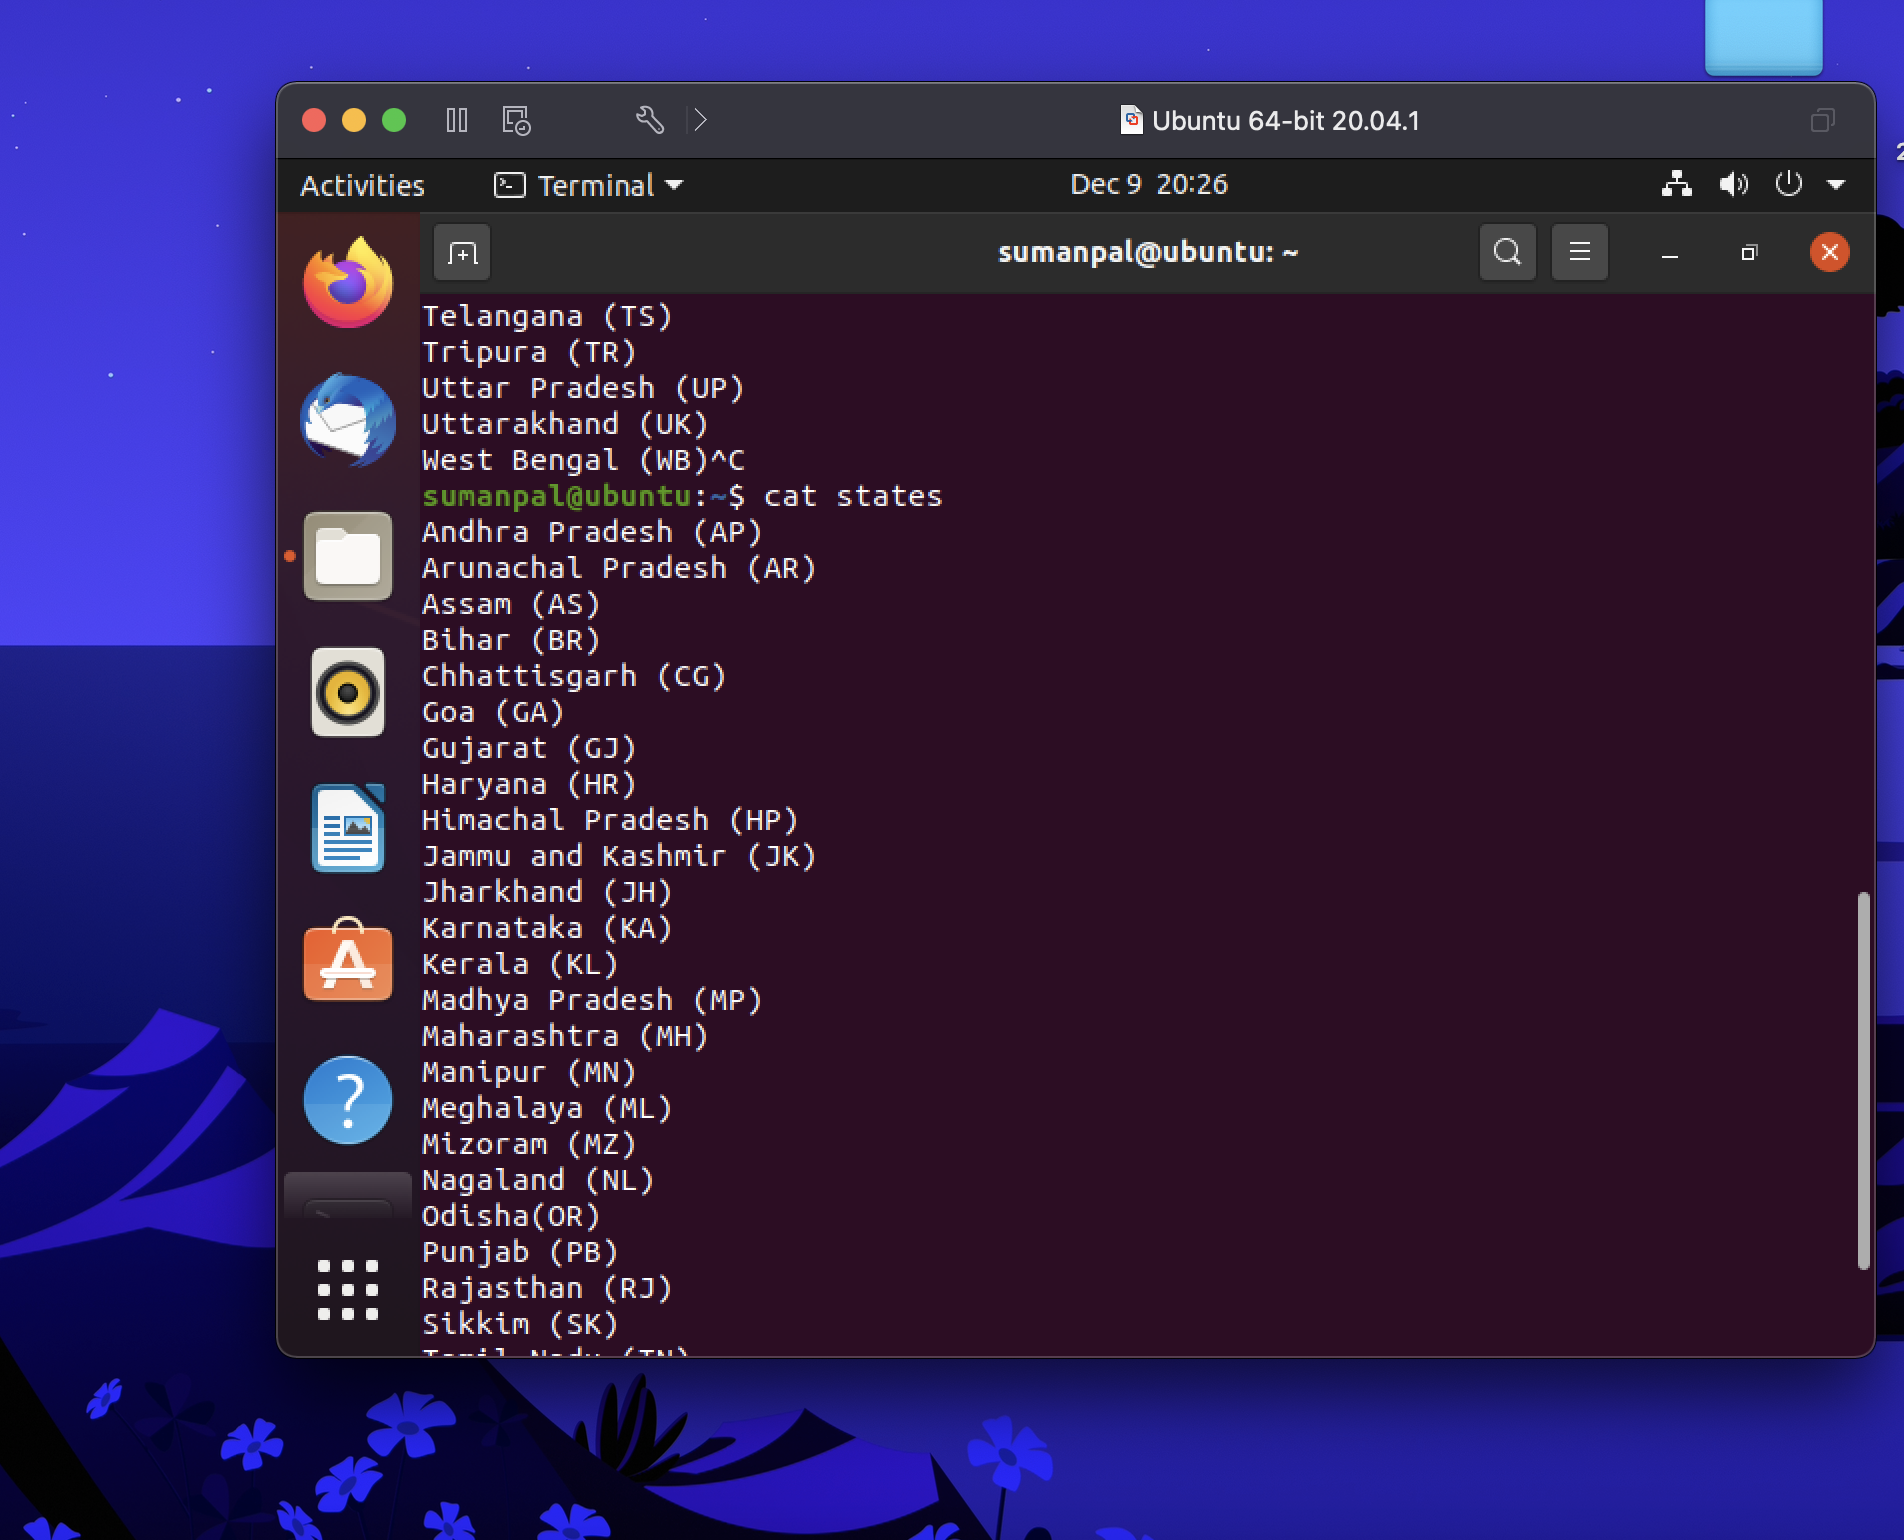 Ubuntu 64-bit 20.04.1
Activities
Terminal
Dec 9 20:26
sumanpal@ubuntu: ~
Telangana (TS)
Tripura (TR)
Uttar Pradesh (UP)
Uttarakhand (UK)
West Bengal (WB)^C
sumanpal@ubuntu:~$ cat states
Andhra Pradesh (AP)
Arunachal Pradesh (AR)
Assam (AS)
Bihar (BR)
Chhattisgarh (CG)
Goa (GA)
Gujarat (GJ)
Haryana (HR)
Himachal Pradesh (HP)
Jammu and Kashmir (JK)
Jharkhand (JH)
Karnataka (KA)
Kerala (KL)
Madhya Pradesh (MP)
Maharashtra (MH)
Manipur (MN)
Meghalaya (ML)
Mizoram (MZ)
Nagaland (NL)
Odisha(OR)
Punjab (PB)
Rajasthan (RJ)
Sikkim (SK)
Tamil Nadu (TN)